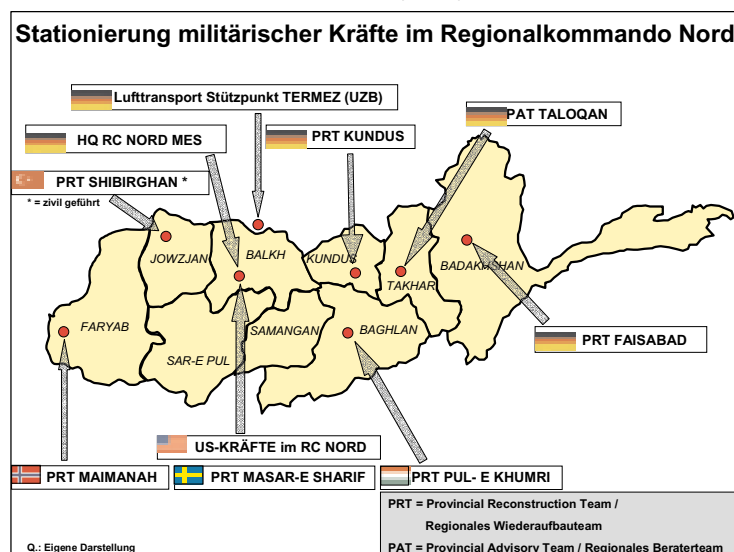 Stationierung militärischer Kräfte im Regionalkommando Nord
Lufttransport Stützpunkt TERMEZ (UZB)
HQ RC NORD MES
PRT KUNDUS
PAT TALOQAN
PRT SHIBIRGHAN *
* = zivil geführt
JOWZJAN
BALKH
KUNDUS
TAKHAR
BADAKHSHAN
FARYAB
SAR-E PUL
SAMANGAN
BAGHLAN
PRT FAISABAD
US-KRÄFTE im RC NORD
PRT MAIMANAH
PRT MASAR-E SHARIF
PRT PUL- E KHUMRI
PRT = Provincial Reconstruction Team /
Regionales Wiederaufbauteam
PAT = Provincial Advisory Team / Regionales Beraterteam
Q.: Eigene Darstellung